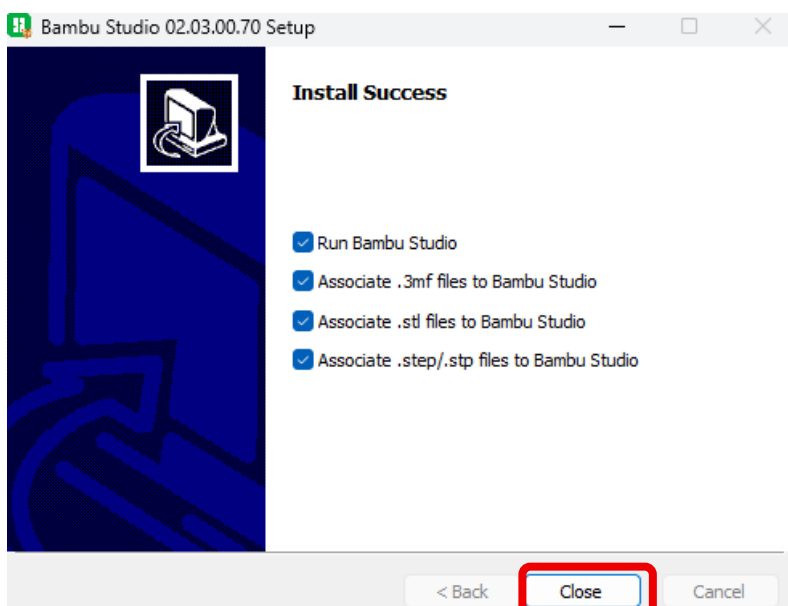 Bambu Studio 02.03.00.70 Setup
Install Success
Run Bambu Studio
Associate .3mf files to Bambu Studio
Associate .stl files to Bambu Studio
Associate .step/.stp files to Bambu Studio
< Back Close Cancel